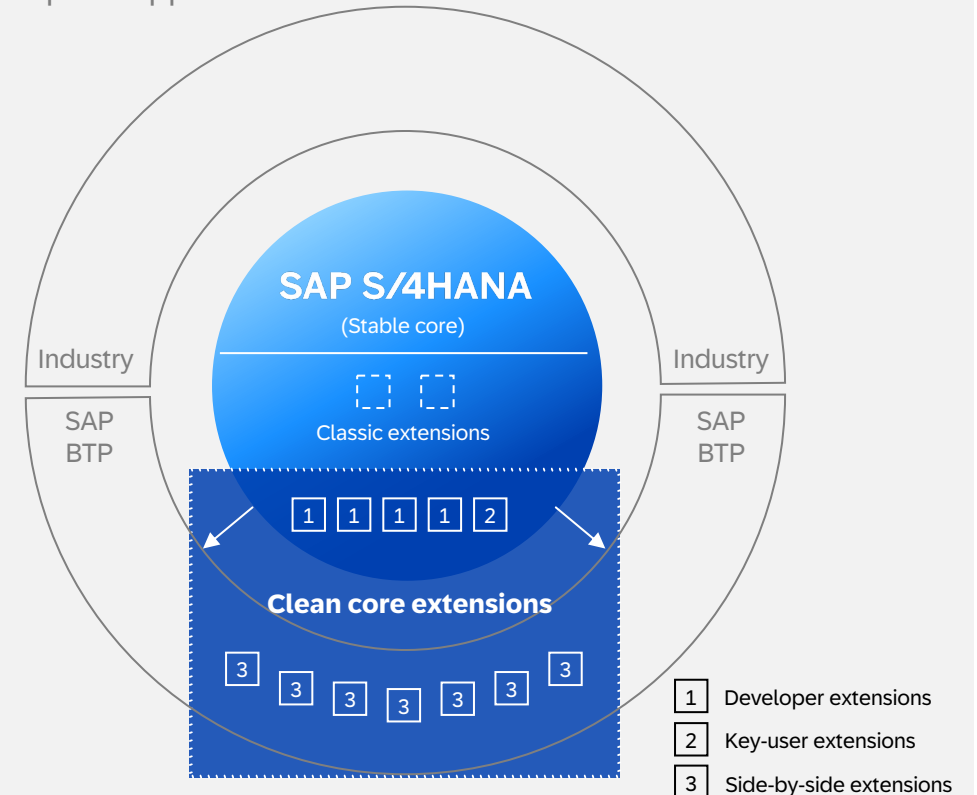 SAP S/4HANA
(Stable core)
Industry
Industry
Classic extensions
SAP
BTP
SAP
BTP
1 1 1 1 2
Clean core extensions
3 3 3 3 3 3 3
1 Developer extensions
2 Key-user extensions
3 Side-by-side extensions